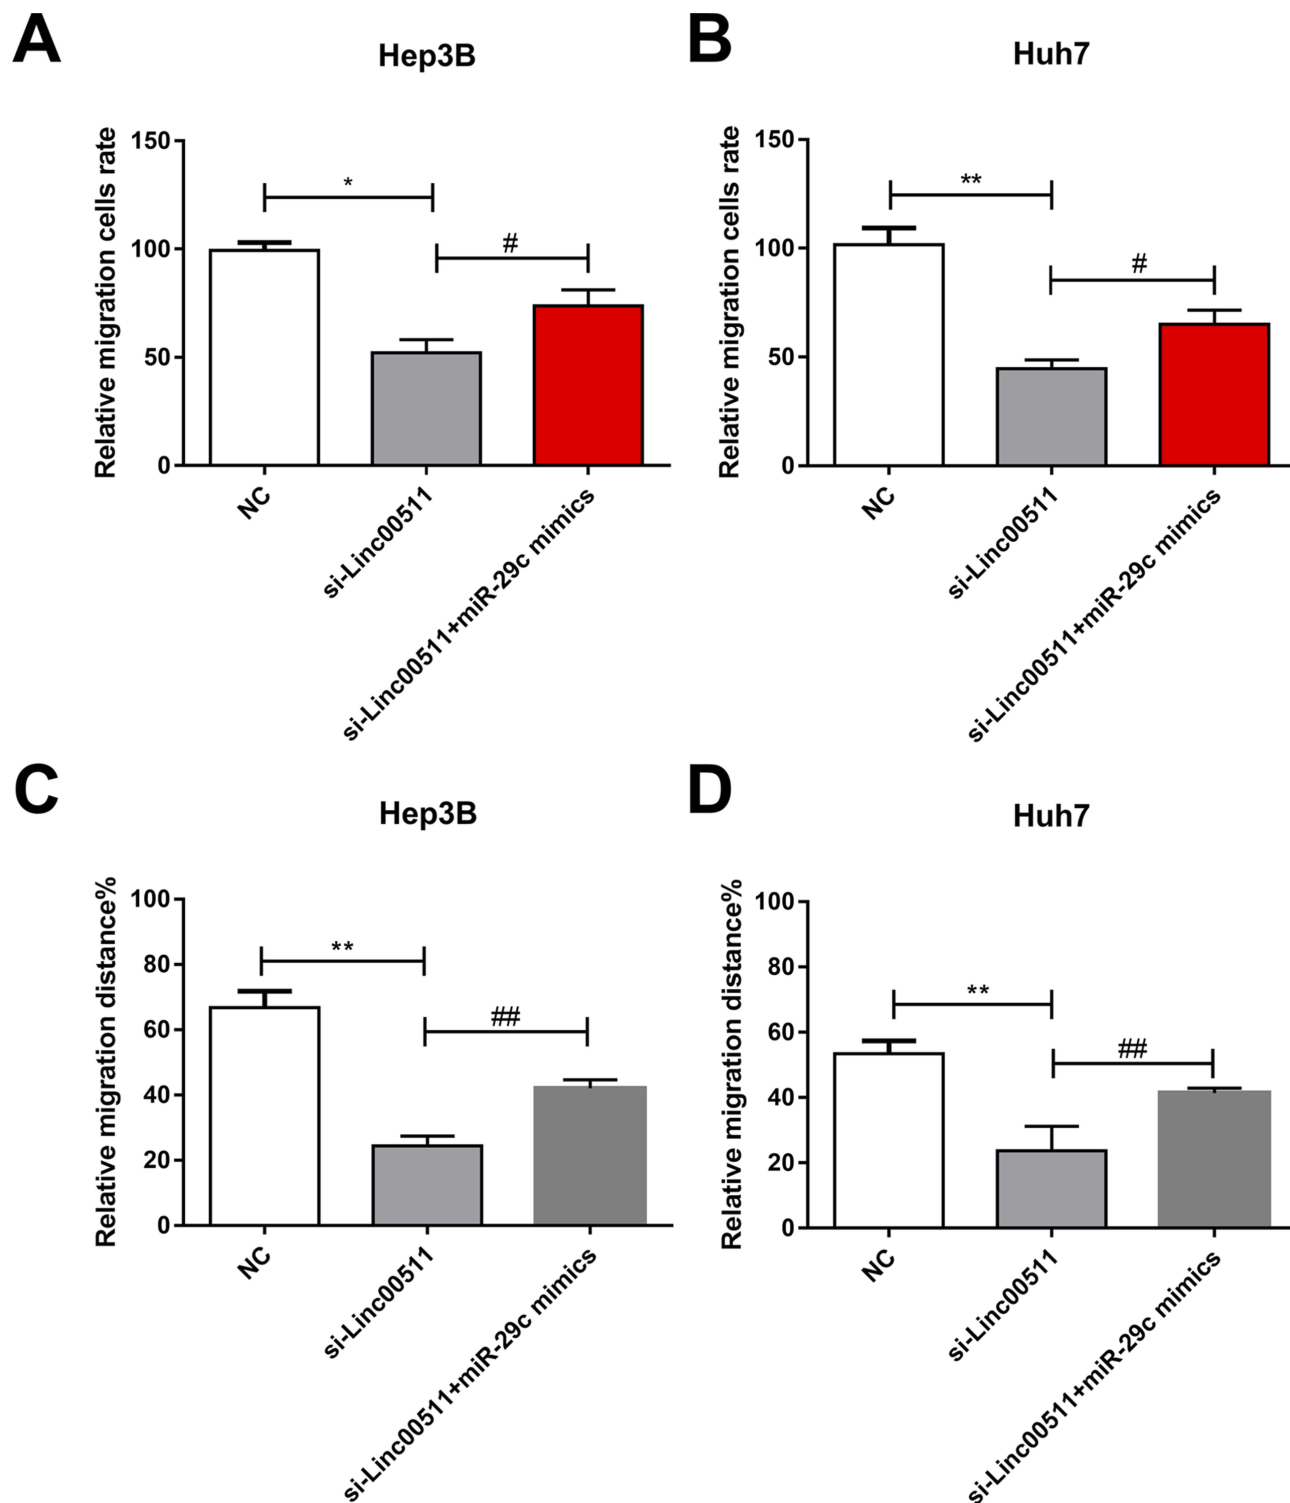 A
Hep3B
Relative migration cells rate
150
100
50
0
*
#
NC
si-Linc00511
si-Linc00511+miR-29c mimics
B
Huh7
Relative migration cells rate
150
100
50
0
**
#
NC
si-Linc00511
si-Linc00511+miR-29c mimics
C
Hep3B
Relative migration distance%
100
80
60
40
20
0
**
##
NC
si-Linc00511
si-Linc00511+miR-29c mimics
D
Huh7
Relative migration distance%
100
80
60
40
20
0
**
##
NC
si-Linc00511
si-Linc00511+miR-29c mimics